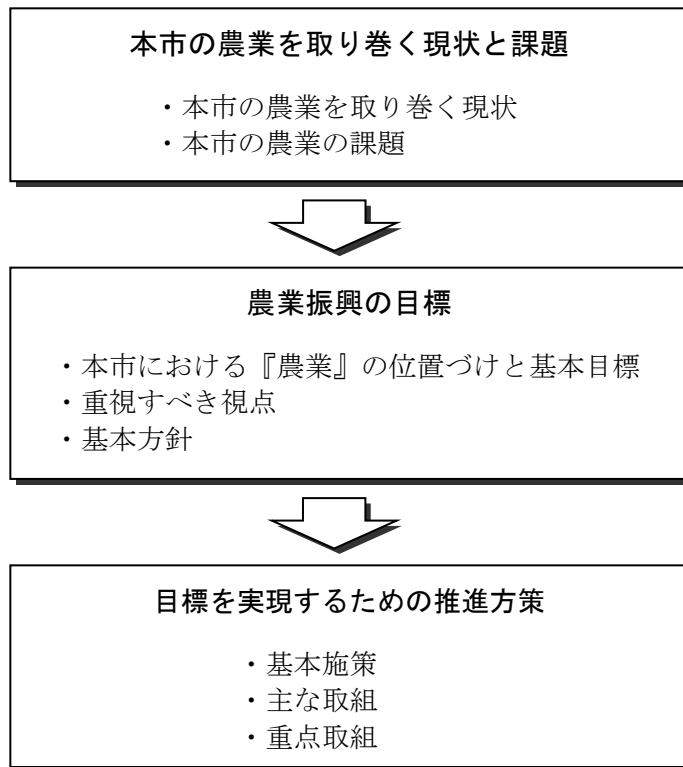 本市の農業を取り巻く現状と課題
・本市の農業を取り巻く現状
・本市の農業の課題
農業振興の目標
・本市における『農業』の位置づけと基本目標
・重視すべき視点
・基本方針
目標を実現するための推進方策
・基本施策
・主な取組
・重点取組